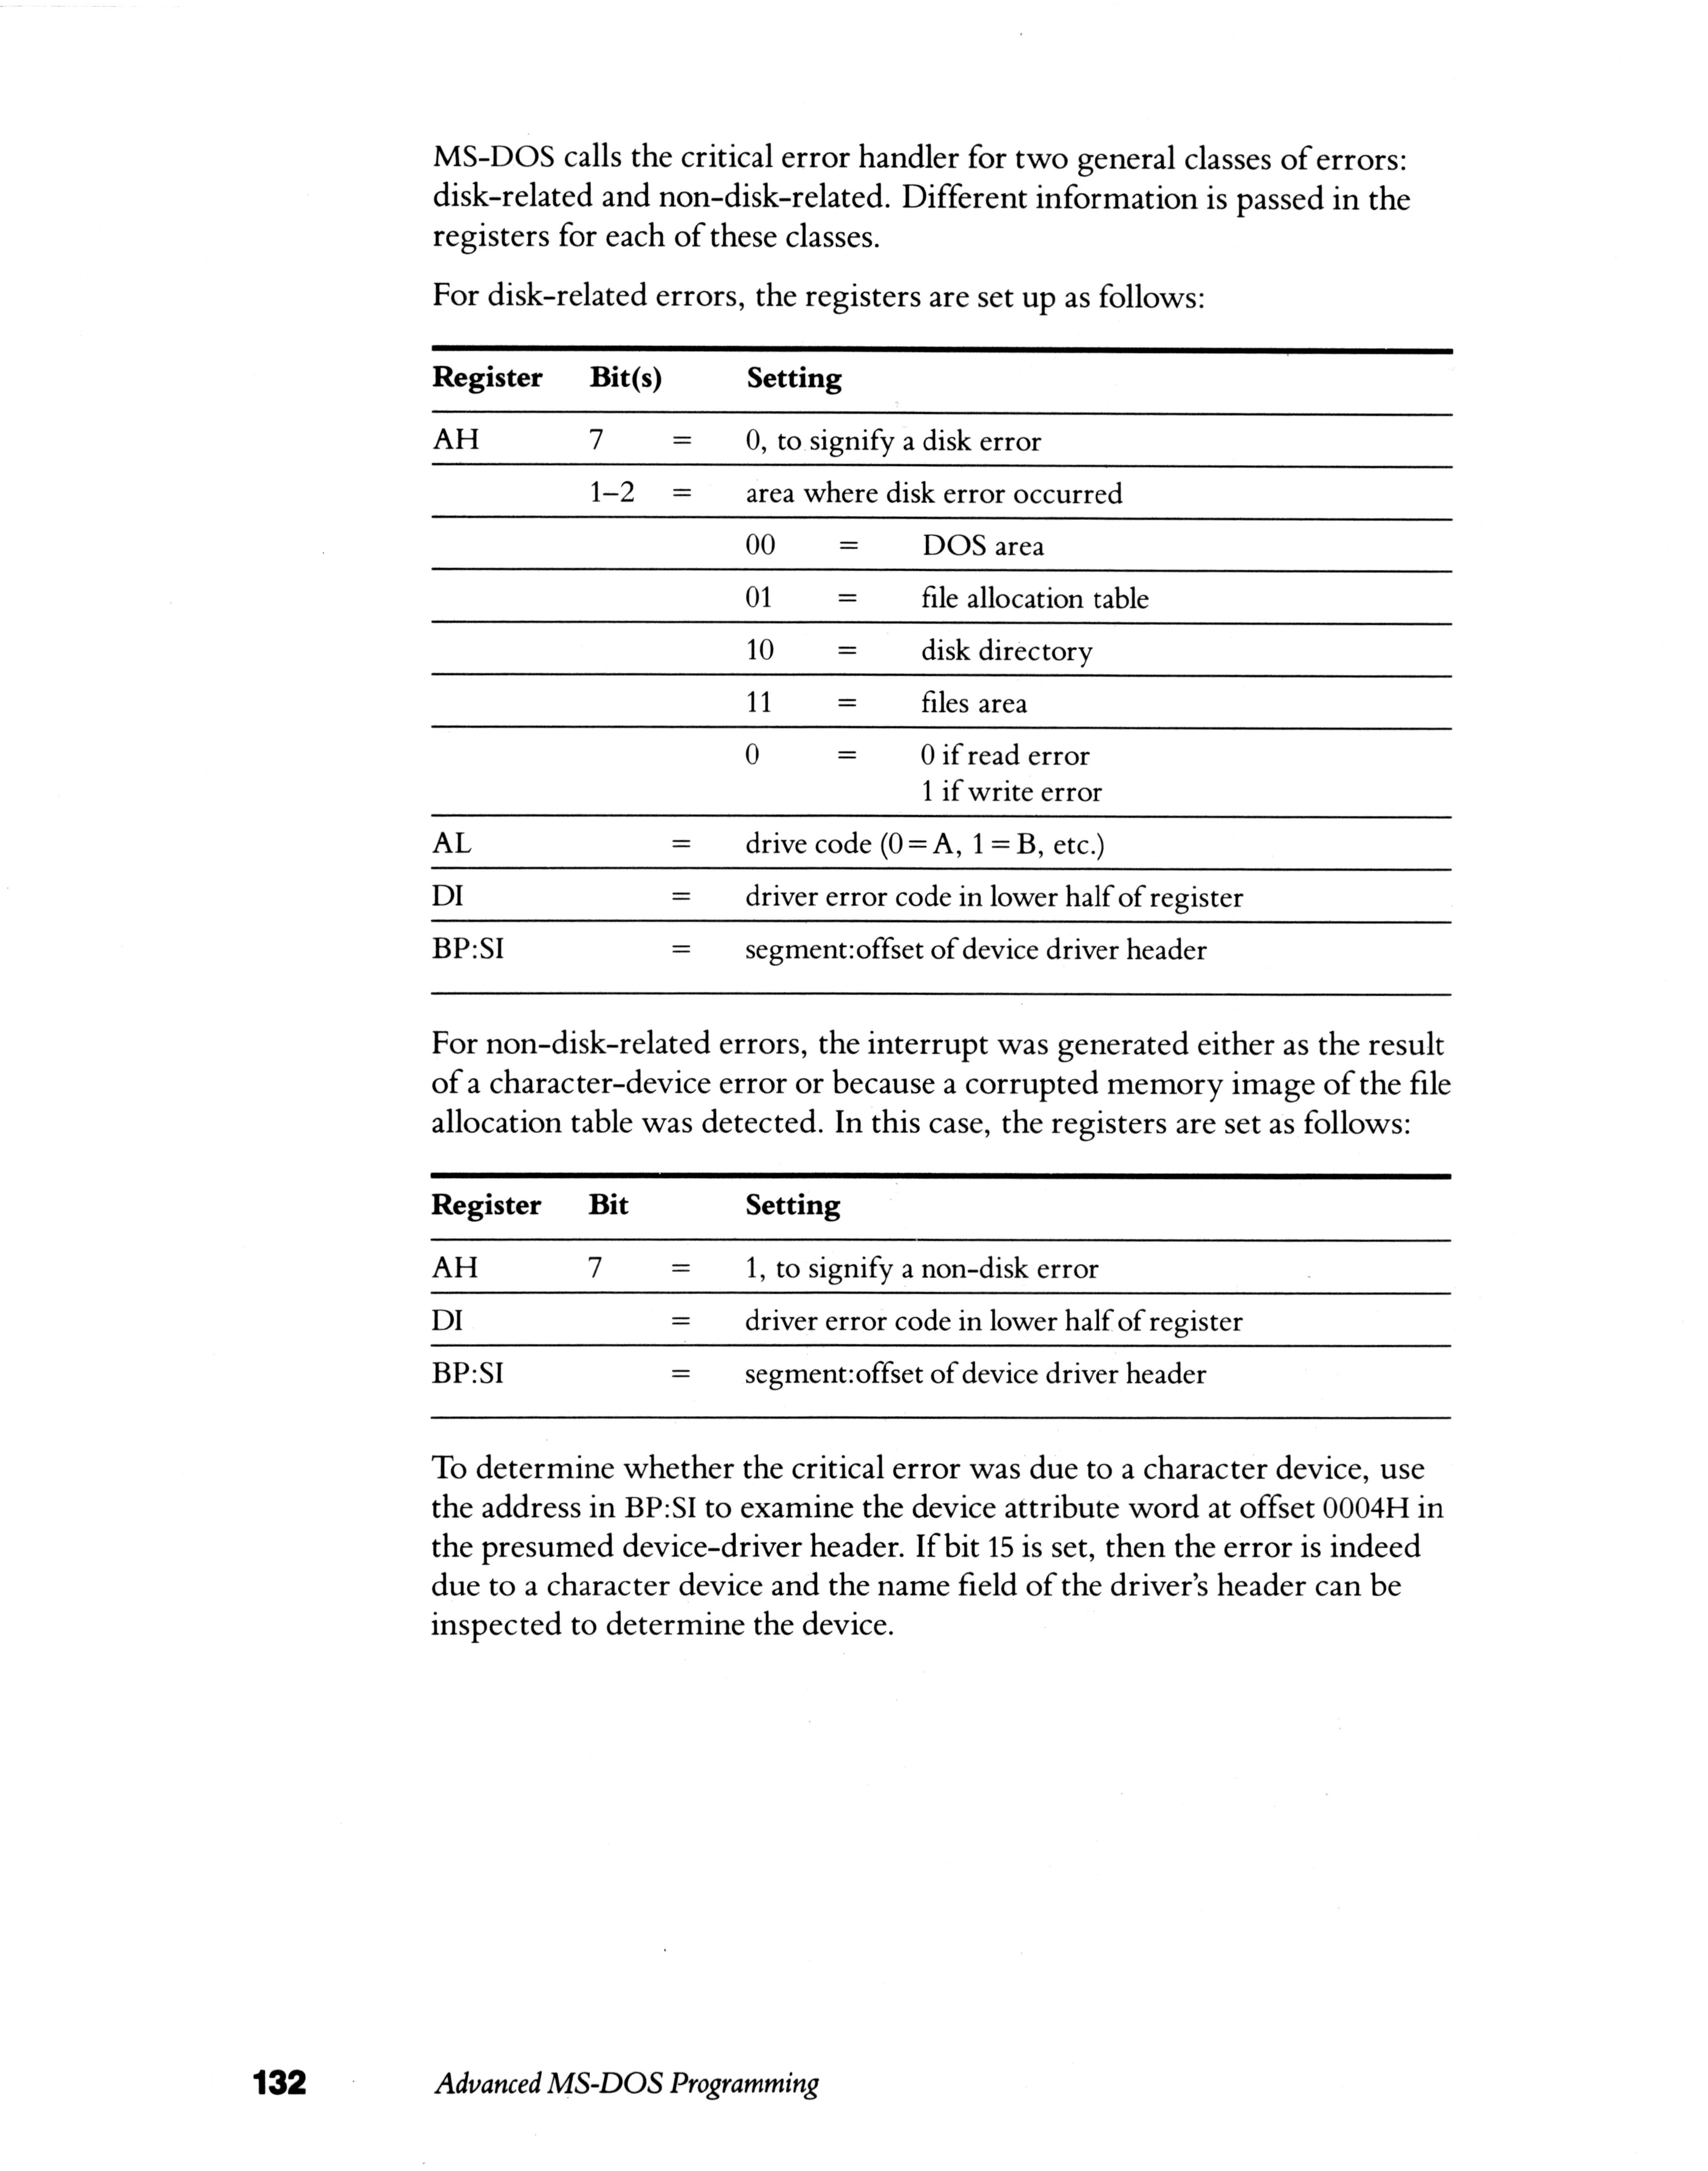 MS-DOS calls the critical error handler for two general classes of errors:
disk-related and non-disk-related. Different information is passed in the
registers for each of these classes.
For disk-related errors, the registers are set up as follows:
Register Bit(s) Setting
AH 7 = 0, to signify a disk error
1–2 = area where disk error occurred
00 = DOS area
01 = file allocation table
10 = disk directory
11 = files area
0 = 0 if read error
1 if write error
AL = drive code (0 = A, 1 = B, etc.)
DI = driver error code in lower half of register
BP:SI = segment:offset of device driver header
For non-disk-related errors, the interrupt was generated either as the result
of a character-device error or because a corrupted memory image of the file
allocation table was detected. In this case, the registers are set as follows:
Register Bit Setting
AH 7 = 1, to signify a non-disk error
DI = driver error code in lower half of register
BP:SI = segment:offset of device driver header
To determine whether the critical error was due to a character device, use
the address in BP:SI to examine the device attribute word at offset 0004H in
the presumed device-driver header. If bit 15 is set, then the error is indeed
due to a character device and the name field of the driver's header can be
inspected to determine the device.
132 Advanced MS-DOS Programming